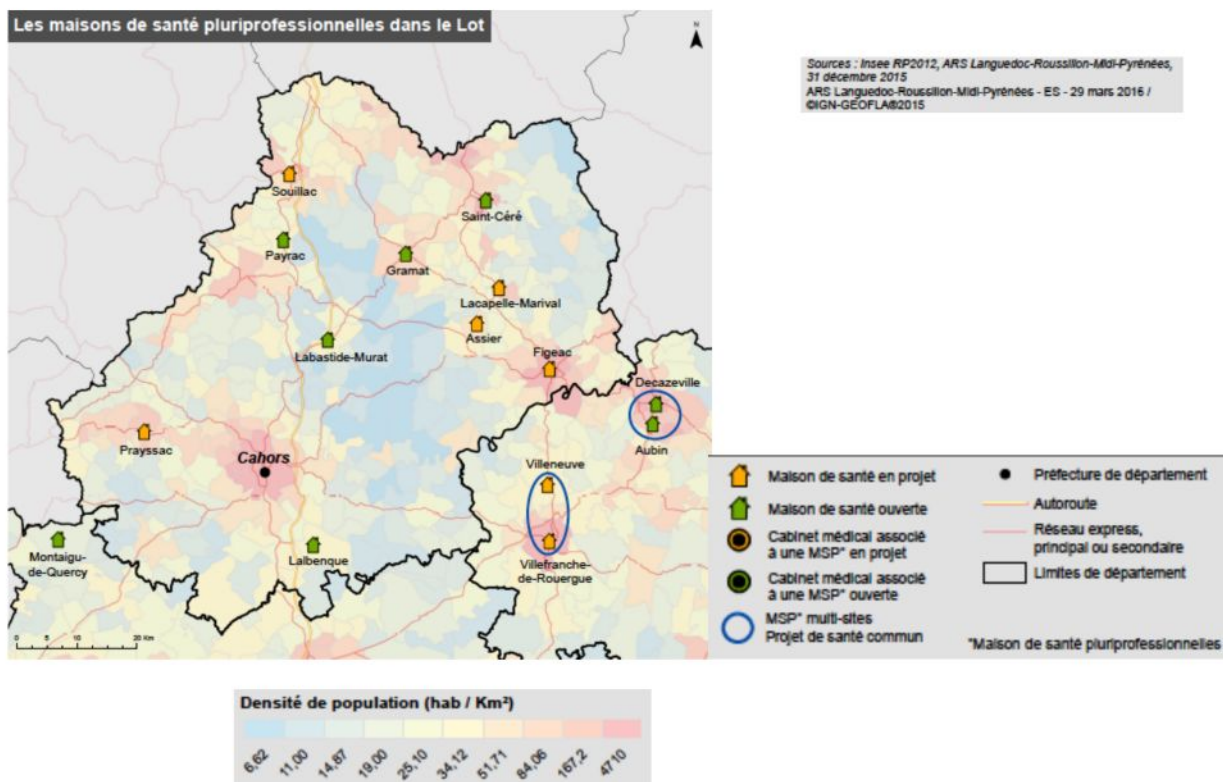 Les maisons de santé pluriprofessionnelles dans le Lot
N
Sources : Insee RP2012, ARS Languedoc-Roussillon-Midi-Pyrénées,
31 décembre 2015
ARS Languedoc-Roussillon-Midi-Pyrénées - ES - 29 mars 2016 /
©IGN-GEOFLA®2015
Souillac
Saint-Céré
Payrac
Gramat
Lacapelle-Marival
Assier
Labastide-Murat
Figeac
Decazeville
Aubin
Prayssac
Cahors
Villeneuve
Montaigu-
de-Quercy
Lalbenque
Villefranche-
de-Rouergue
0 5 10 20 Km
Maison de santé en projet
Maison de santé ouverte
Cabinet médical associé
à une MSP* en projet
Cabinet médical associé
à une MSP* ouverte
MSP* multi-sites
Projet de santé commun
Préfecture de département
Autoroute
Réseau express,
principal ou secondaire
Limites de département
*Maison de santé pluriprofessionnelles
Densité de population (hab / Km²)
6,62 11,00 14,87 19,00 25,10 34,12 51,71 84,06 167,2 4710